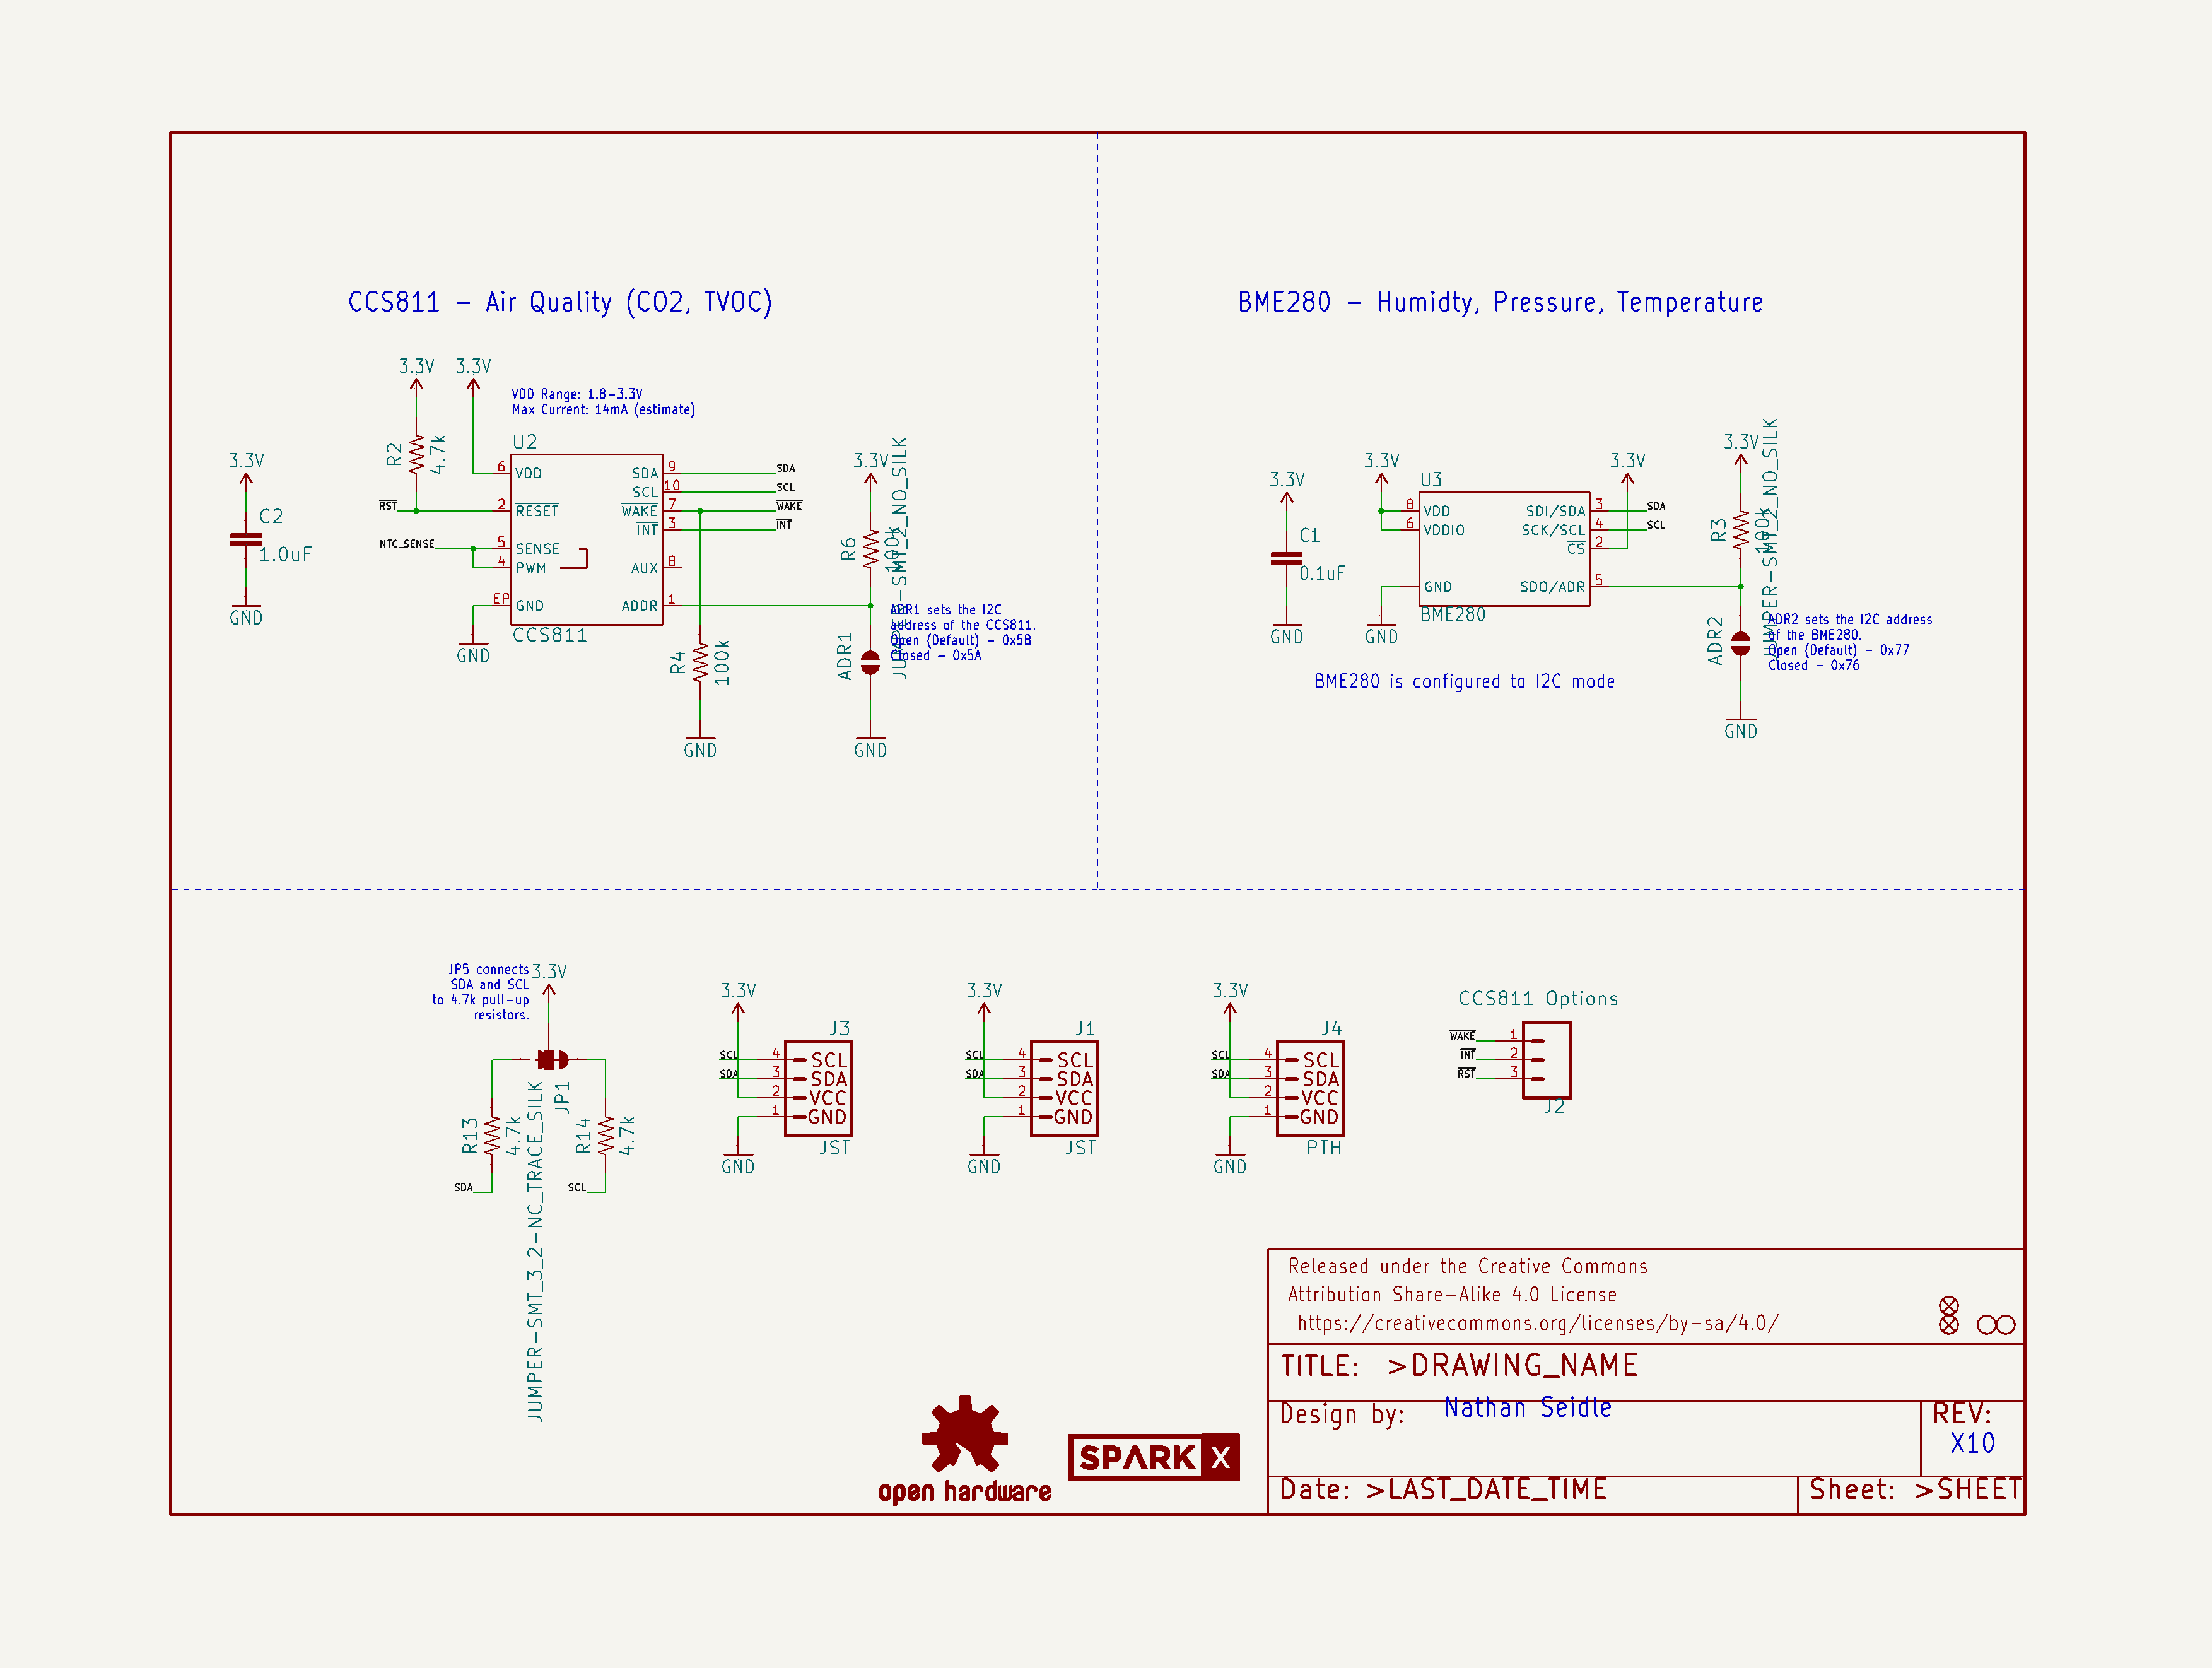 CCS811 - Air Quality (CO2, TVOC)
3.3V
3.3V
VDD Range: 1.8-3.3V
Max Current: 14mA (estimate)
R2
4.7k
U2
3.3V
C2
1.0uF
GND
RST
NTC_SENSE
6 VDD
2 RESET
5 SENSE
4 PWM
EP GND
SDA 9 SDA
SCL 10 SCL
WAKE 7 WAKE
INT 3 INT
AUX 8
ADDR 1
CCS811
GND
R4
100k
GND
3.3V
R6
100k
JUMPER-SMT_2_NO_SILK
ADR1
ADR1 sets the I2C
address of the CCS811.
Open (Default) - 0x5B
Closed - 0x5A
GND
BME280 - Humidty, Pressure, Temperature
3.3V
C1
0.1uF
GND
3.3V
U3
8 VDD
6 VDDIO
GND
SDI/SDA 3 SDA
SCK/SCL 4 SCL
CS 2
SDO/ADR 5
BME280
GND
3.3V
3.3V
R3
100k
JUMPER-SMT_2_NO_SILK
ADR2
ADR2 sets the I2C address
of the BME280.
Open (Default) - 0x77
Closed - 0x76
GND
BME280 is configured to I2C mode
JP5 connects
SDA and SCL
to 4.7k pull-up
resistors.
3.3V
JP1
JUMPER-SMT_3_2-NC_TRACE_SILK
R13
4.7k
R14
4.7k
SDA
SCL
3.3V
J3
SCL 4 SCL
SDA 3 SDA
2 VCC
1 GND
JST
GND
3.3V
J1
SCL 4 SCL
SDA 3 SDA
2 VCC
1 GND
JST
GND
3.3V
J4
SCL 4 SCL
SDA 3 SDA
2 VCC
1 GND
PTH
GND
CCS811 Options
WAKE 1
INT 2
RST 3
J2
open hardware
SPARK X
Released under the Creative Commons
Attribution Share-Alike 4.0 License
https://creativecommons.org/licenses/by-sa/4.0/
TITLE: >DRAWING_NAME
Design by: Nathan Seidle
REV:
X10
Date: >LAST_DATE_TIME
Sheet: >SHEET